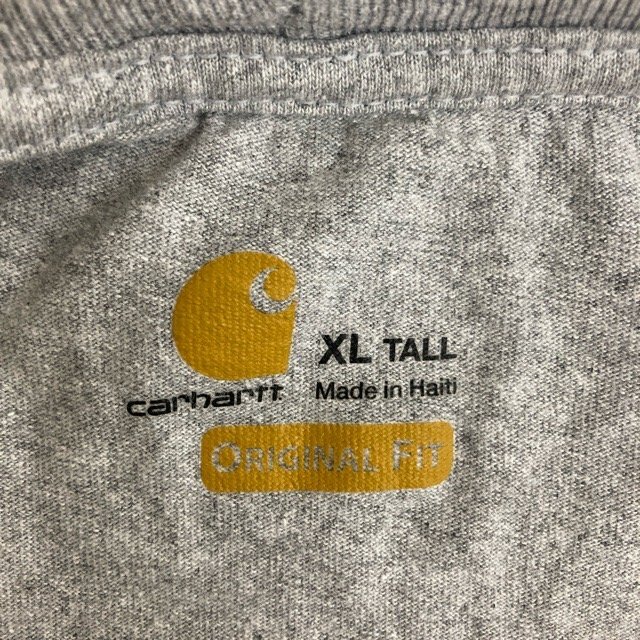 carhartt
XL TALL
Made in Haiti
ORIGINAL FIT